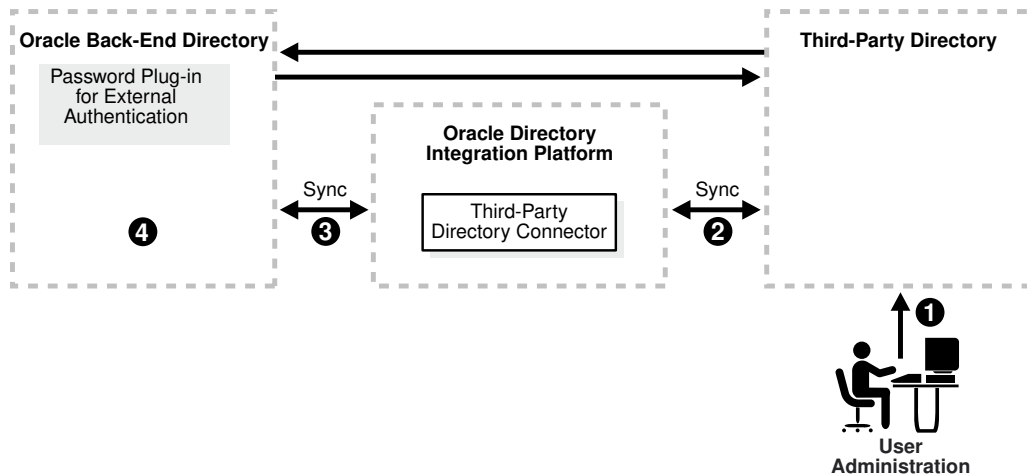 Oracle Back-End Directory
Password Plug-in
for External
Authentication
Third-Party Directory
Oracle Directory
Integration Platform
Third-Party
Directory Connector
Sync
3
Sync
2
4
1
User
Administration